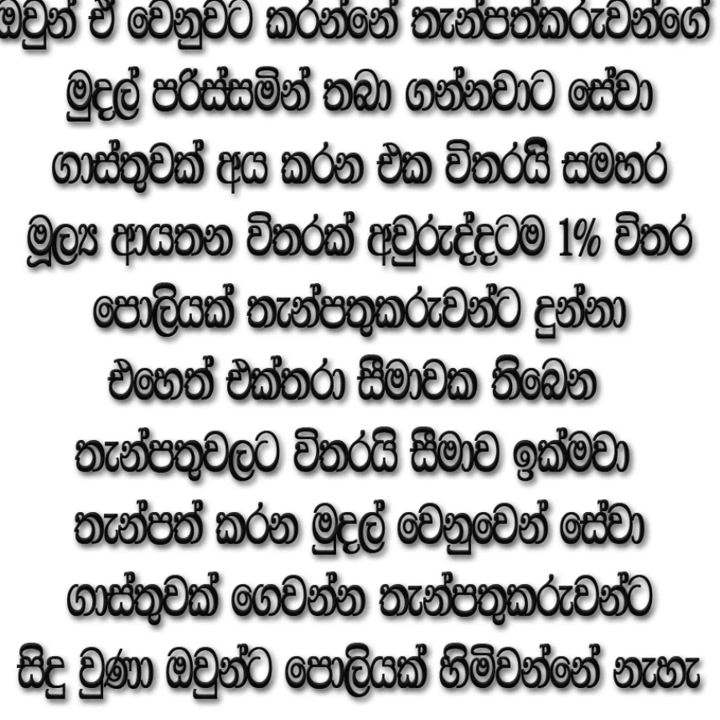 ඔවුන් ඒ වෙනුවට කරන්නේ තැන්පත්කරුවන්ගේ
මුදල් පරිස්සමින් තබා ගන්නවාට සේවා
ගාස්තුවක් අය කරන එක විතරයි සමහර
මූල්‍ය ආයතන විතරක් අවුරුද්දටම 1% විතර
පොලියක් තැන්පතුකරුවන්ට දුන්නා
එහෙත් එක්තරා සීමාවක තිබෙන
තැන්පතුවලට විතරයි සීමාව ඉක්මවා
තැන්පත් කරන මුදල් වෙනුවෙන් සේවා
ගාස්තුවක් ගෙවන්න තැන්පතුකරුවන්ට
සිදු වුණා ඔවුන්ට පොලියක් හිමිවන්නේ නැහැ